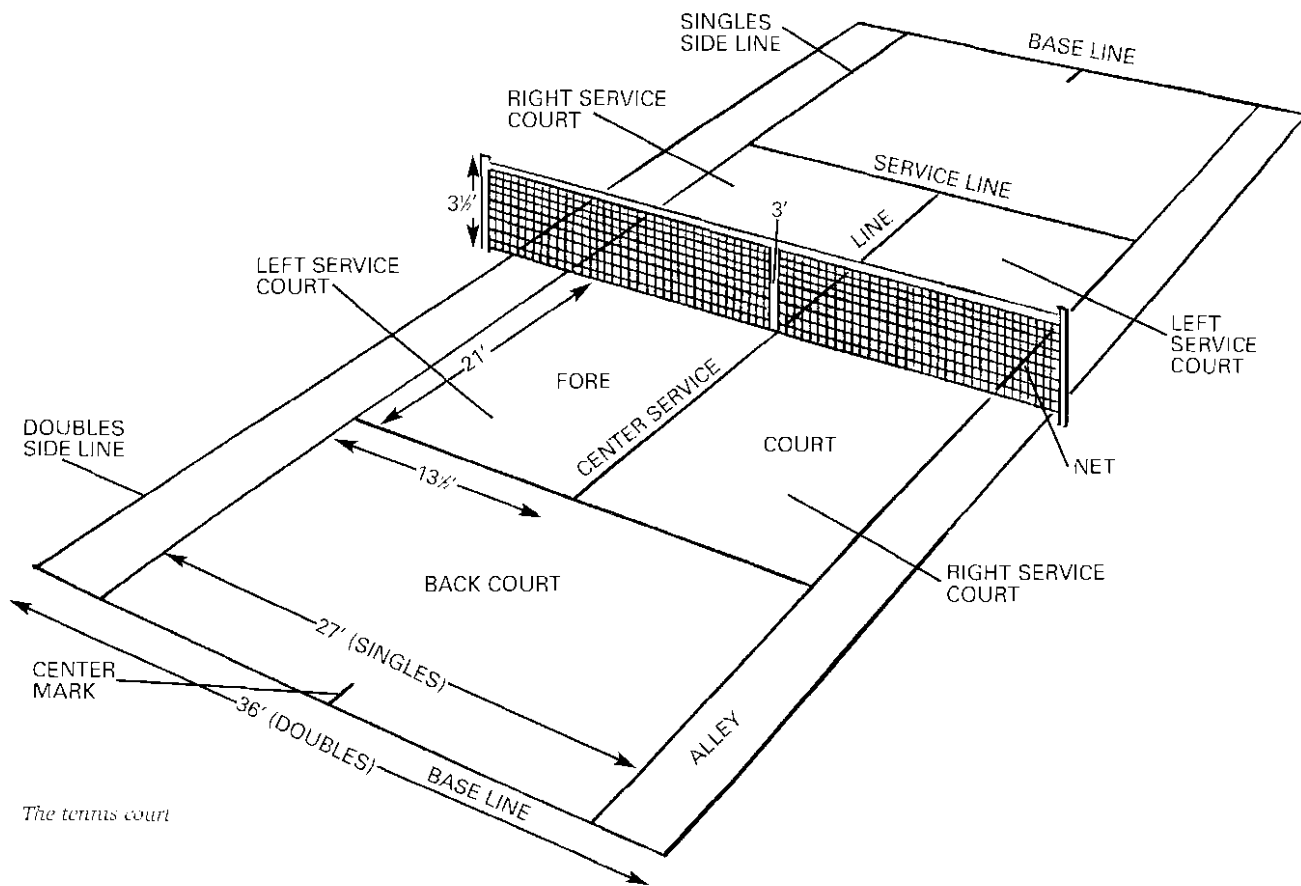 SINGLES
SIDE LINE
BASE LINE
RIGHT SERVICE
COURT
SERVICE LINE
3½'
3'
LINE
LEFT SERVICE
COURT
LEFT
SERVICE
COURT
21'
FORE
CENTER SERVICE
COURT
NET
DOUBLES
SIDE LINE
13½'
BACK COURT
RIGHT SERVICE
COURT
27' (SINGLES)
CENTER
MARK
36' (DOUBLES)
ALLEY
BASE LINE
The tennis court